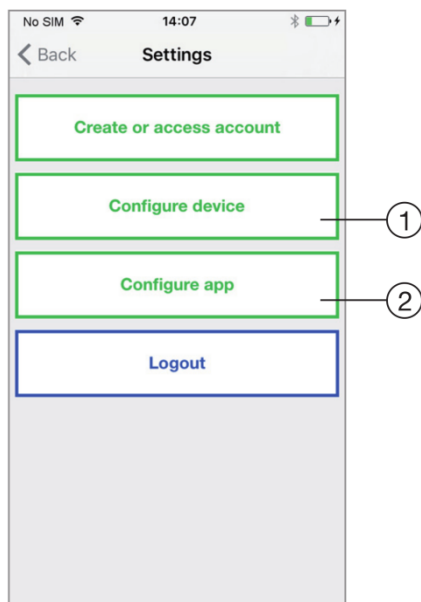 No SIM 14:07
Back Settings
Create or access account
Configure device
1
Configure app
2
Logout